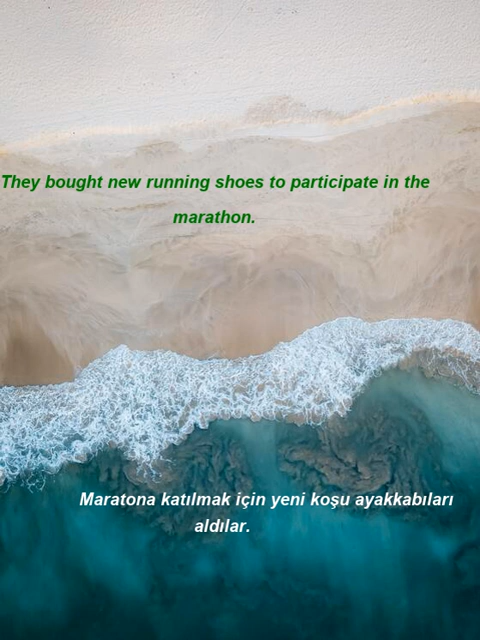 They bought new running shoes to participate in the
marathon.
Maratona katılmak için yeni koşu ayakkabıları
aldılar.